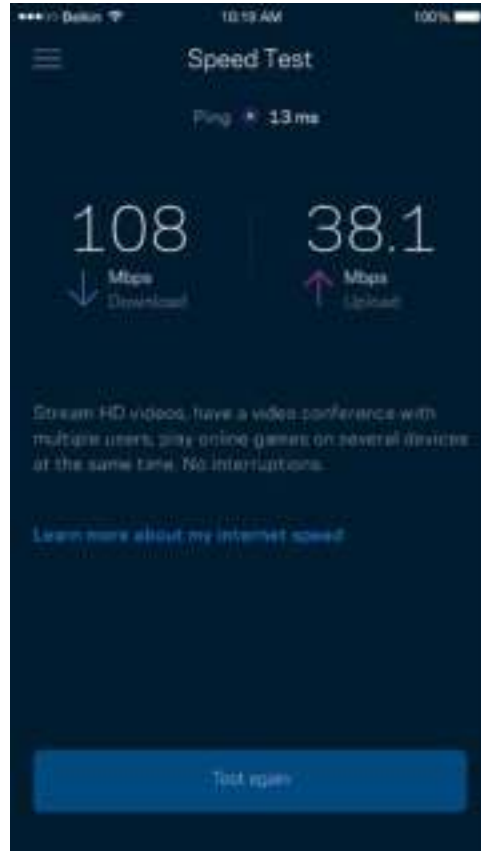 Belkin 10:19 AM 100%
Speed Test
Ping 13 ms
108 38.1
Mbps Mbps
Download Upload
Stream HD videos, have a video conference with
multiple users, play online games on several devices
at the same time. No interruptions.
Learn more about my internet speed
Test again